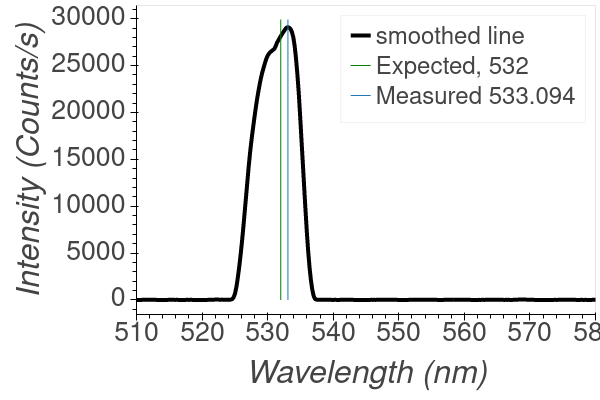 30000
25000
20000
15000
10000
5000
0
Intensity (Counts/s)
smoothed line
Expected, 532
Measured 533.094
510 520 530 540 550 560 570 58
Wavelength (nm)